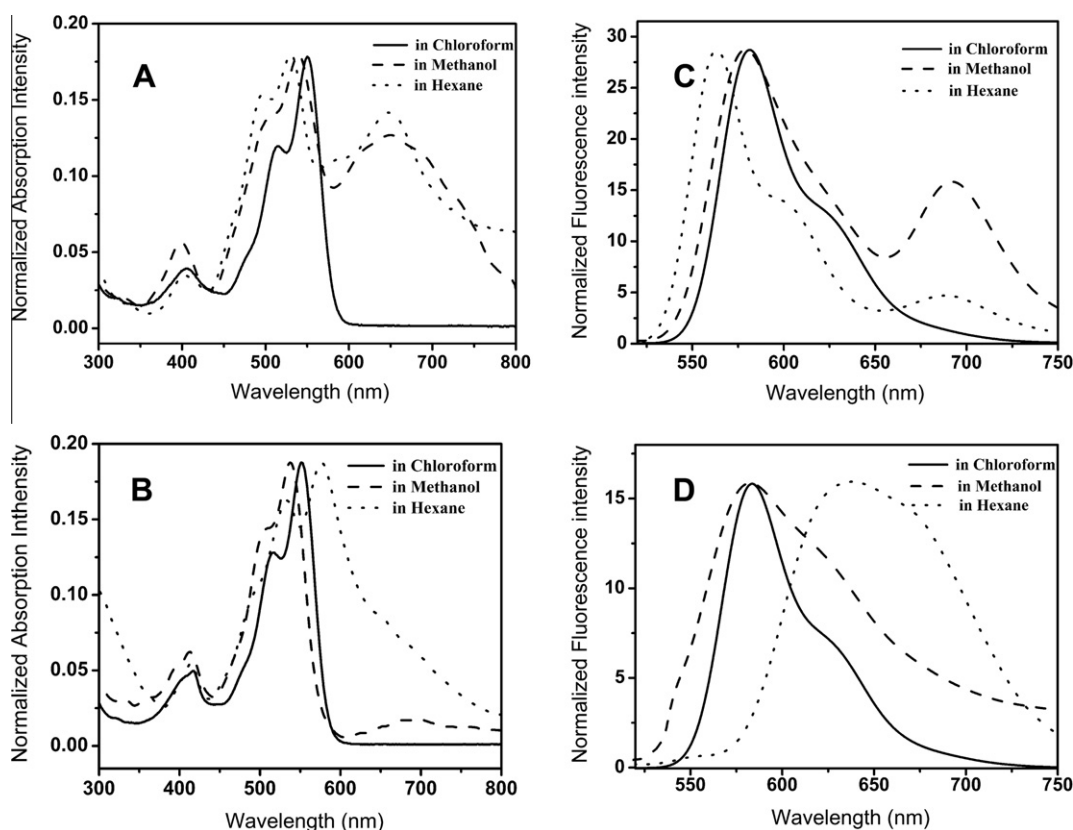 A
0.20
0.15
0.10
0.05
0.00
Normalized Absorption Intensity
300 400 500 600 700 800
Wavelength (nm)
in Chloroform
in Methanol
in Hexane
C
30
25
20
15
10
5
0
Normalized Fluorescence intensity
550 600 650 700 750
Wavelength (nm)
in Chloroform
in Methanol
in Hexane
B
0.20
0.15
0.10
0.05
0.00
Normalized Absorption Inthensity
300 400 500 600 700 800
Wavelength (nm)
in Chloroform
in Methanol
in Hexane
D
15
10
5
0
Normalized Fluorescence intensity
550 600 650 700 750
Wavelength (nm)
in Chloroform
in Methanol
in Hexane